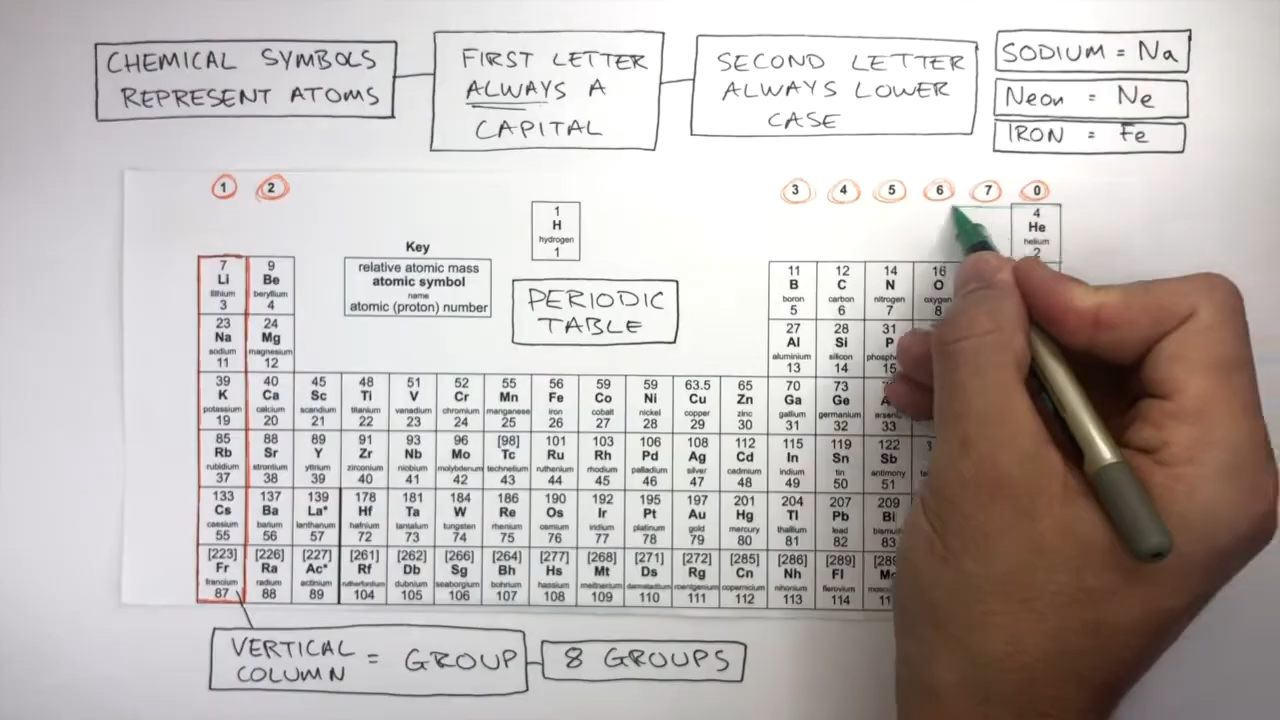 CHEMICAL SYMBOLS
REPRESENT ATOMS
FIRST LETTER
ALWAYS A
CAPITAL
SECOND LETTER
ALWAYS LOWER
CASE
SODIUM = Na
Neon = Ne
IRON = Fe
1 2 3 4 5 6 7 0
1
H
hydrogen
1
4
He
helium
2
Key
relative atomic mass
atomic symbol
name
atomic (proton) number
PERIODIC
TABLE
7 9 11 12 14 16
Li Be B C N O
lithium beryllium boron carbon nitrogen oxygen
3 4 5 6 7 8
23 24 27 28 31
Na Mg Al Si P
sodium magnesium aluminium silicon
11 12 13 14 15
39 40 45 48 51 52 55 56 59 59 63.5 65 70 73
K Ca Sc Ti V Cr Mn Fe Co Ni Cu Zn Ga Ge
potassium calcium scandium titanium vanadium chromium manganese iron cobalt nickel copper zinc gallium germanium
19 20 21 22 23 24 25 26 27 28 29 30 31 32 33
85 88 89 91 93 96 [98] 101 103 106 108 112 115 119 122
Rb Sr Y Zr Nb Mo Tc Ru Rh Pd Ag Cd In Sn Sb
rubidium strontium yttrium zirconium niobium molybdenum technetium ruthenium rhodium palladium silver cadmium indium tin antimony
37 38 39 40 41 42 43 44 45 46 47 48 49 50 51
133 137 139 178 181 184 186 190 192 195 197 201 204 207 209
Cs Ba La* Hf Ta W Re Os Ir Pt Au Hg Tl Pb Bi
caesium barium lanthanum hafnium tantalum tungsten rhenium osmium iridium platinum gold mercury thallium lead
55 56 57 72 73 74 75 76 77 78 79 80 81 82 83
[223] [226] [227] [261] [262] [266] [264] [277] [268] [271] [272] [285] [286] [289]
Fr Ra Ac* Rf Db Sg Bh Hs Mt Ds Rg Cn Nh Fl
francium radium actinium rutherfordium dubnium seaborgium bohrium hassium meitnerium darmstadtium roentgenium copernicium nihonium flerovium
87 88 89 104 105 106 107 108 109 110 111 112 113 114
VERTICAL
COLUMN = GROUP
8 GROUPS